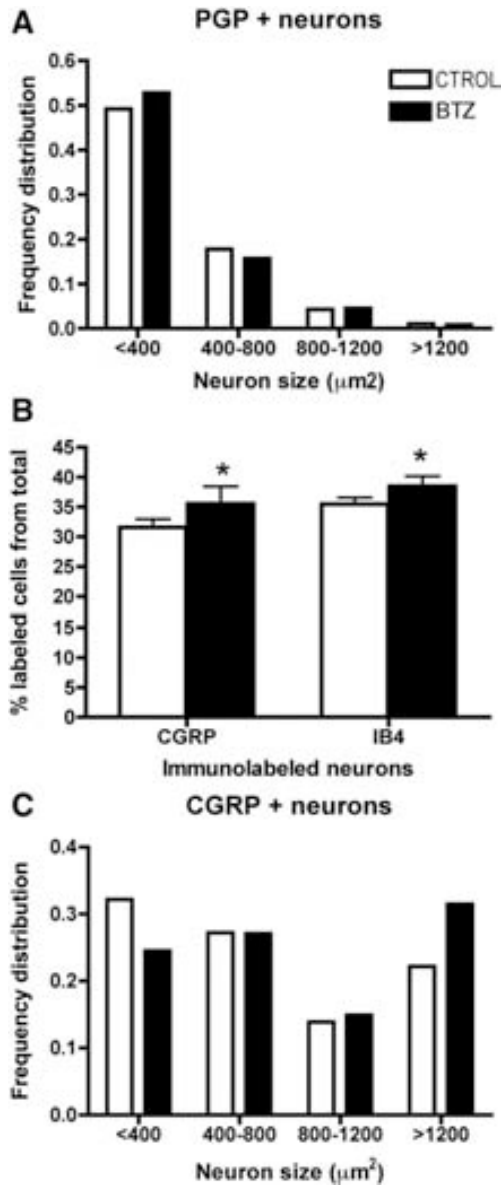 A
PGP + neurons
CTROL
BTZ
Frequency distribution
0.6
0.5
0.4
0.3
0.2
0.1
0.0
<400 400-800 800-1200 >1200
Neuron size (μm2)
B
% labeled cells from total
45
40
35
30
25
20
15
10
5
0
* *
CGRP IB4
Immunolabeled neurons
C
CGRP + neurons
Frequency distribution
0.4
0.3
0.2
0.1
0.0
<400 400-800 800-1200 >1200
Neuron size (μm²)